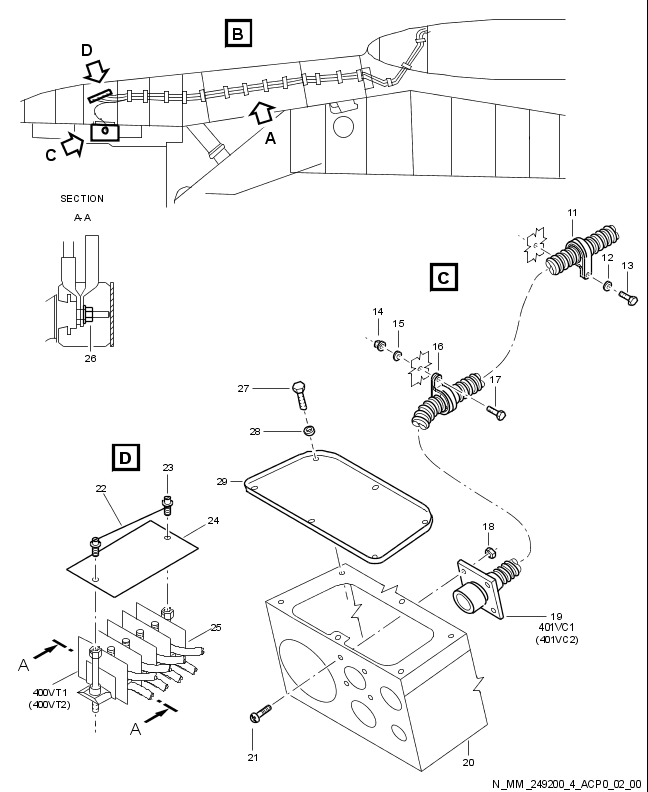 B
D
C
A
SECTION
A-A
26
11
12
13
C
14
15
16
17
27
28
29
D
23
22
24
18
25
19
401VC1
(401VC2)
A
400VT1
(400VT2)
A
21
20
N_MM_249200_4_ACP0_02_00